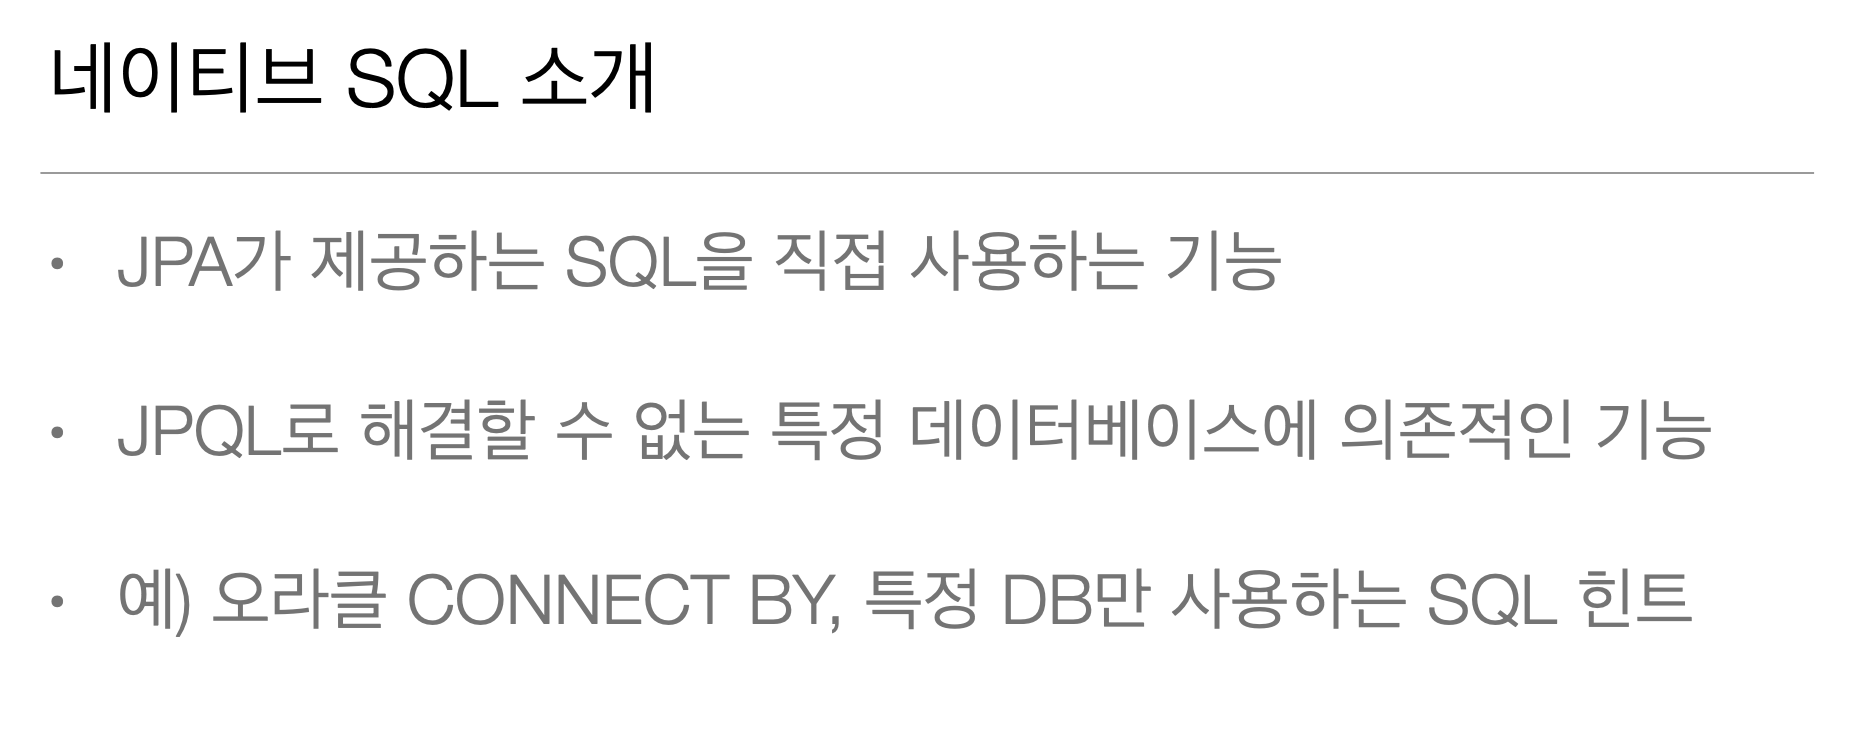 네이티브 SQL 소개
• JPA가 제공하는 SQL을 직접 사용하는 기능
• JPQL로 해결할 수 없는 특정 데이터베이스에 의존적인 기능
• 예) 오라클 CONNECT BY, 특정 DB만 사용하는 SQL 힌트